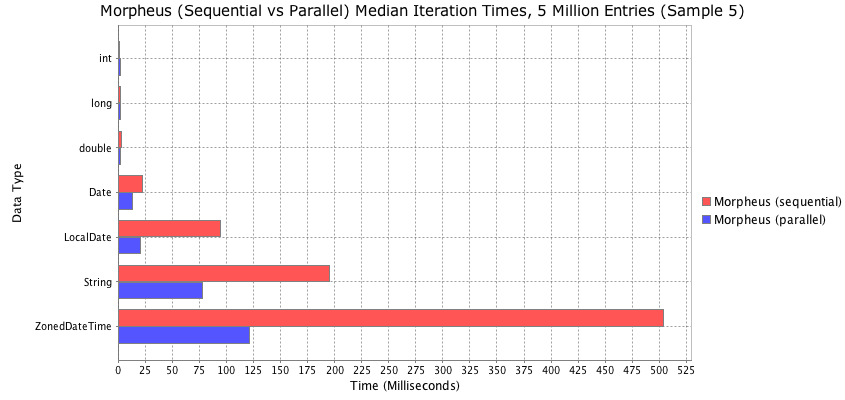 Morpheus (Sequential vs Parallel) Median Iteration Times, 5 Million Entries (Sample 5)
Data Type
int
long
double
Date
LocalDate
String
ZonedDateTime
0 25 50 75 100 125 150 175 200 225 250 275 300 325 350 375 400 425 450 475 500 525
Time (Milliseconds)
Morpheus (sequential)
Morpheus (parallel)